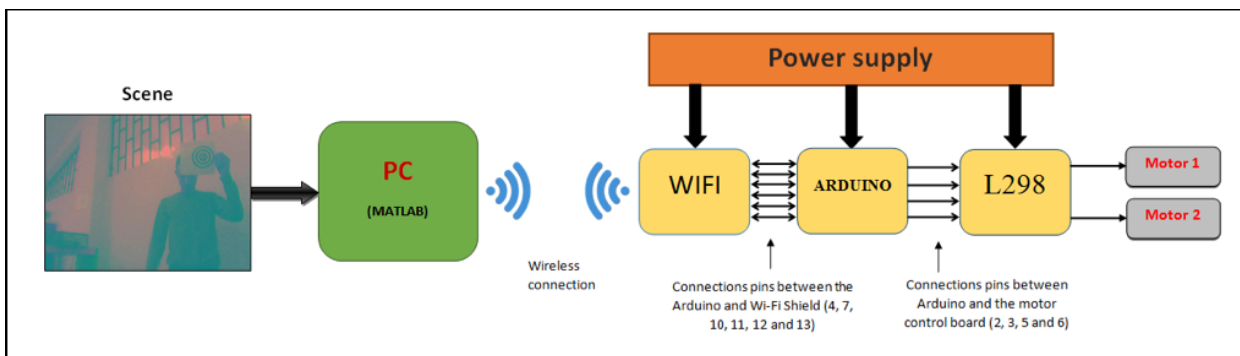 Power supply
Scene
PC
(MATLAB)
WIFI
ARDUINO
L298
Motor 1
Motor 2
Wireless
connection
Connections pins between the
Arduino and Wi-Fi Shield (4, 7,
10, 11, 12 and 13)
Connections pins between
Arduino and the motor
control board (2, 3, 5 and 6)